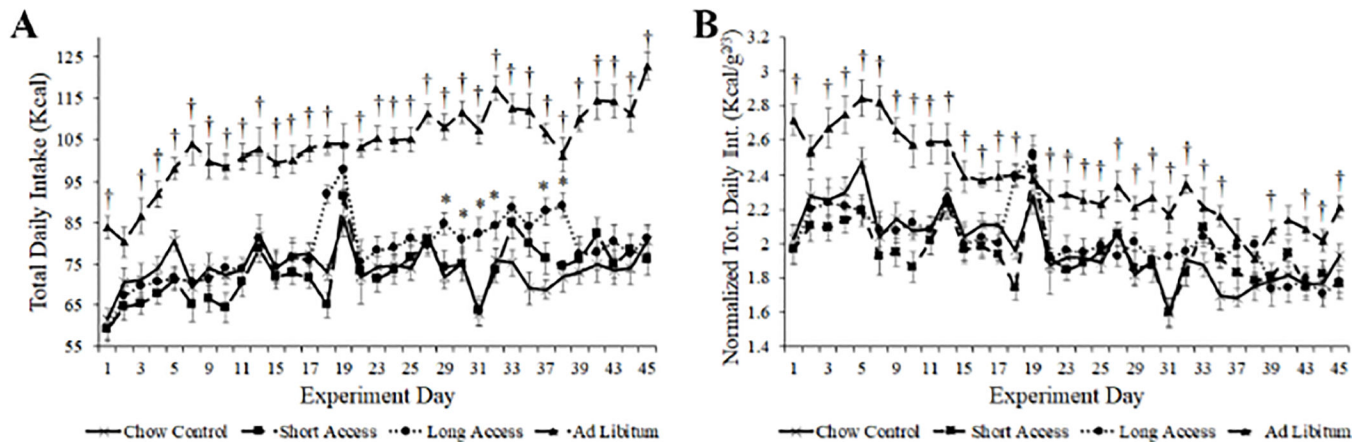 A
B
Total Daily Intake (Kcal)
125
115
105
95
85
75
65
55
† † † † † † † † † † † † † † † † † † † † † † † † † † † † † †
* * * * * *
1 3 5 7 9 11 13 15 17 19 21 23 25 27 29 31 33 35 37 39 41 43 45
Experiment Day
Chow Control Short Access Long Access Ad Libitum
Normalized Tot. Daily Int. (Kcal/g^2/3)
3.2
3
2.8
2.6
2.4
2.2
2
1.8
1.6
1.4
1 3 5 7 9 11 13 15 17 19 21 23 25 27 29 31 33 35 37 39 41 43 45
Experiment Day
Chow Control Short Access Long Access Ad Libitum